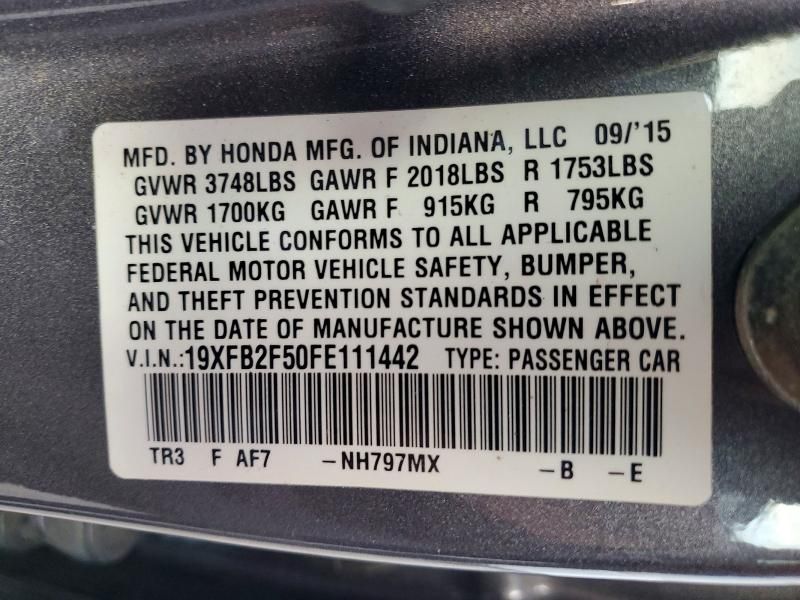 MFD. BY HONDA MFG. OF INDIANA, LLC 09/'15
GVWR 3748LBS GAWR F 2018LBS R 1753LBS
GVWR 1700KG GAWR F 915KG R 795KG
THIS VEHICLE CONFORMS TO ALL APPLICABLE
FEDERAL MOTOR VEHICLE SAFETY, BUMPER,
AND THEFT PREVENTION STANDARDS IN EFFECT
ON THE DATE OF MANUFACTURE SHOWN ABOVE.
V.I.N.:19XFB2F50FE111442 TYPE: PASSENGER CAR
TR3 F AF7 -NH797MX -B -E